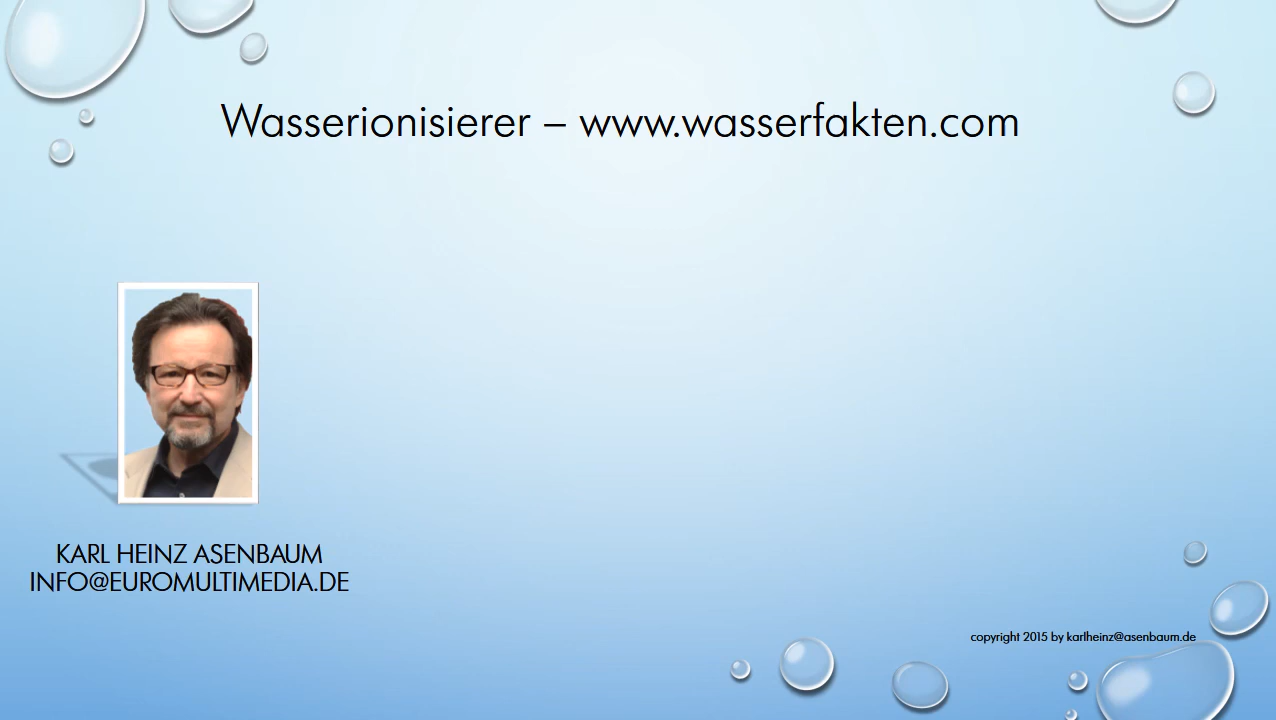 Wasserionisierer – www.wasserfakten.com
KARL HEINZ ASENBAUM
INFO@EUROMULTIMEDIA.DE
copyright 2015 by karlheinz@asenbaum.de